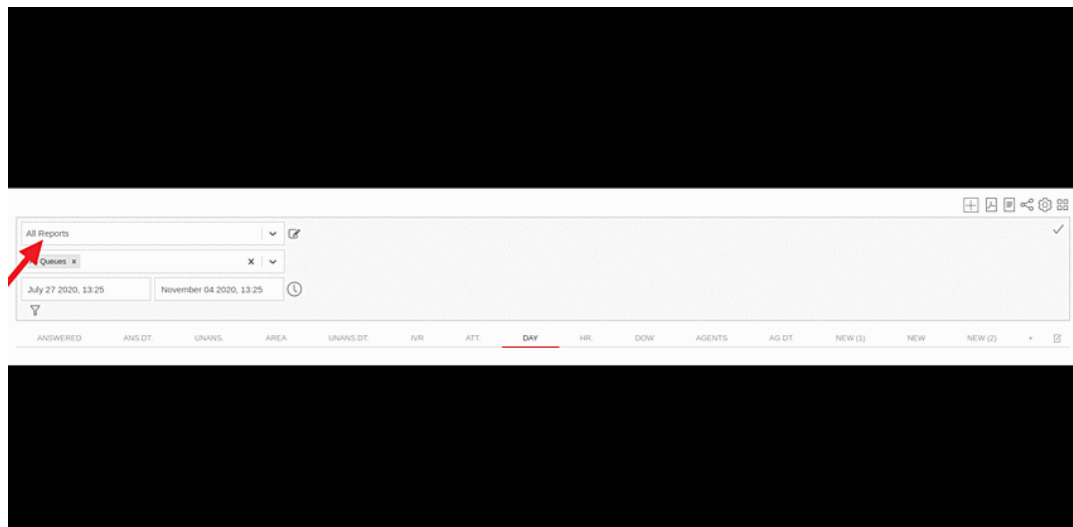 All Reports
Queues ×
July 27 2020, 13:25 November 04 2020, 13:25
ANSWERED ANS.DT. UNANS. AREA UNANS.DT. IVR ATT. DAY HR. DOW AGENTS AG.DT. NEW (1) NEW NEW (2) +